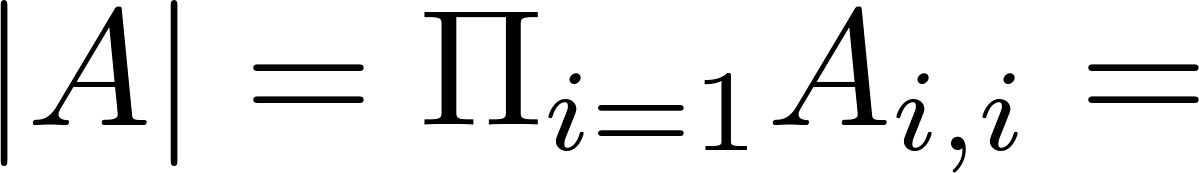 |A| = Π_{i=1} A_{i,i} =